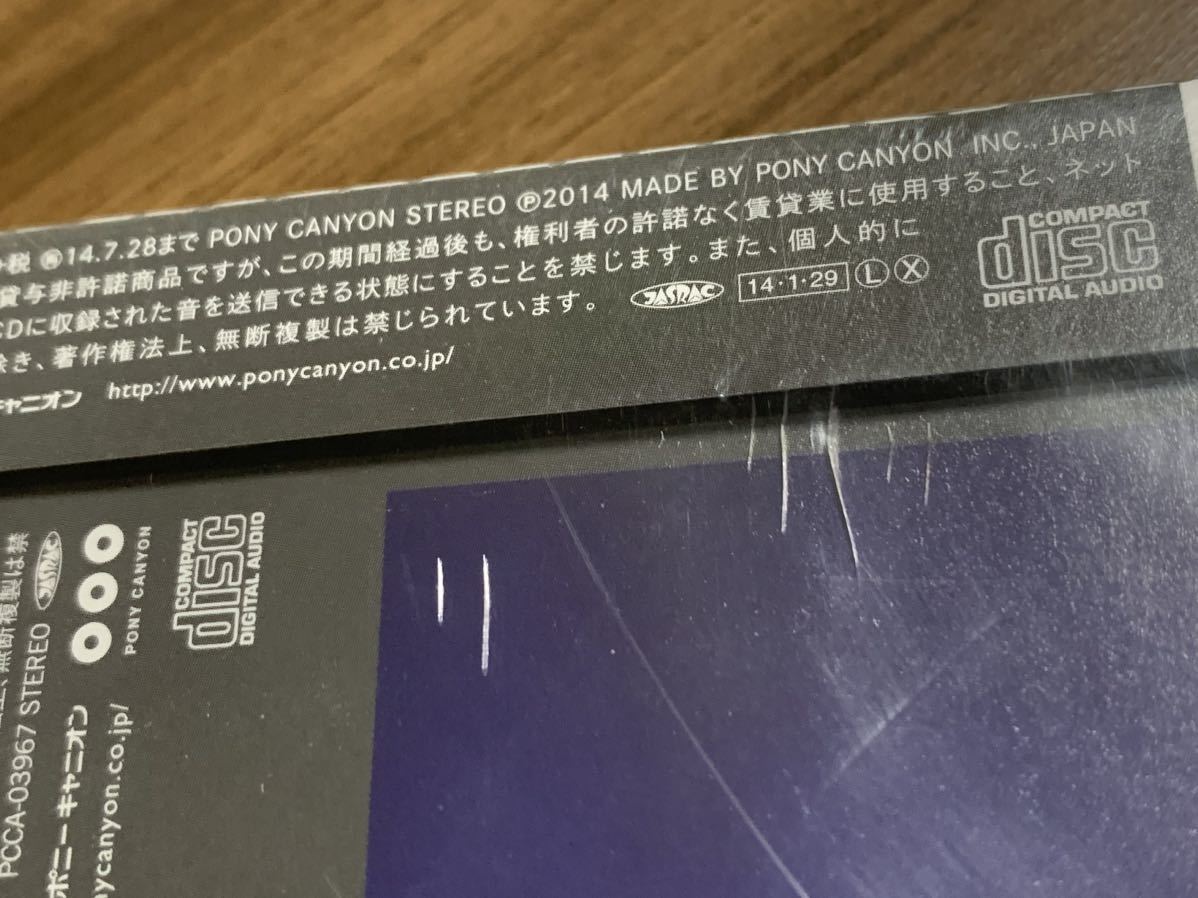 税 Ⓝ14.7.28まで PONY CANYON STEREO Ⓟ2014 MADE BY PONY CANYON INC., JAPAN
貸与非許諾商品ですが、この期間経過後も、権利者の許諾なく賃貸業に使用すること、ネット
CDに収録された音を送信できる状態にすることを禁じます。また、個人的に
除き、著作権法上、無断複製は禁じられています。
JASRAC 14・1・29 Ⓛ Ⓧ
COMPACT
disc
DIGITAL AUDIO
キャニオン http://www.ponycanyon.co.jp/
無断複製は禁
PCCA-03967 STEREO JASRAC
PONY CANYON
ポニーキャニオン
ycanyon.co.jp/
COMPACT
disc
DIGITAL AUDIO